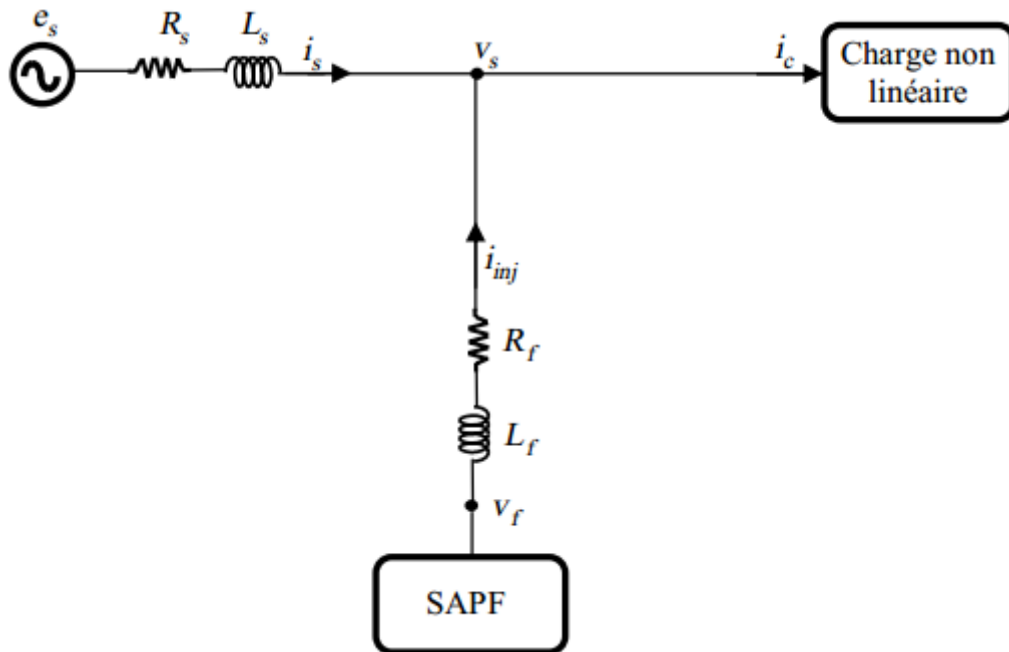 e_s
R_s
L_s
i_s
v_s
i_c
Charge non
linéaire
i_inj
R_f
L_f
v_f
SAPF